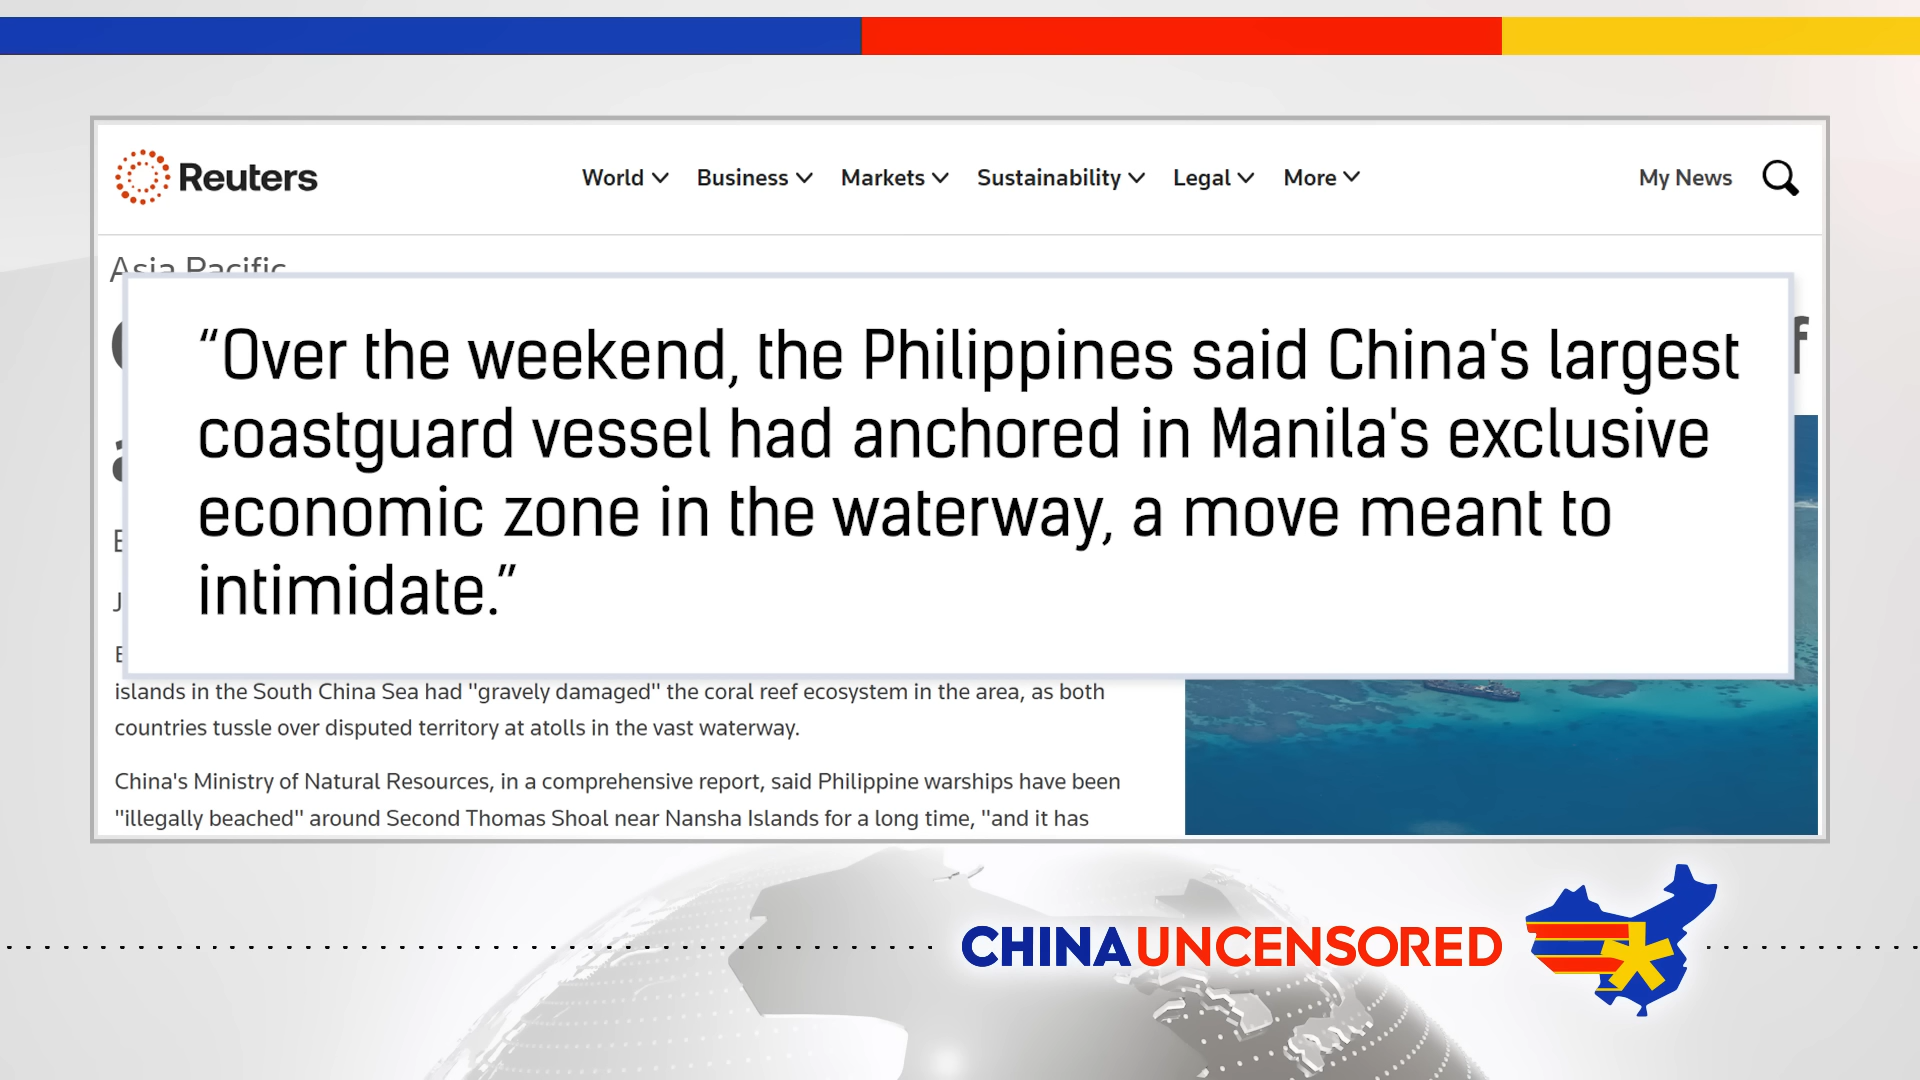 Reuters
World Business Markets Sustainability Legal More My News
Asia Pacific
“Over the weekend, the Philippines said China's largest
coastguard vessel had anchored in Manila's exclusive
economic zone in the waterway, a move meant to
intimidate.”
islands in the South China Sea had "gravely damaged" the coral reef ecosystem in the area, as both
countries tussle over disputed territory at atolls in the vast waterway.
China's Ministry of Natural Resources, in a comprehensive report, said Philippine warships have been
"illegally beached" around Second Thomas Shoal near Nansha Islands for a long time, "and it has
CHINAUNCENSORED